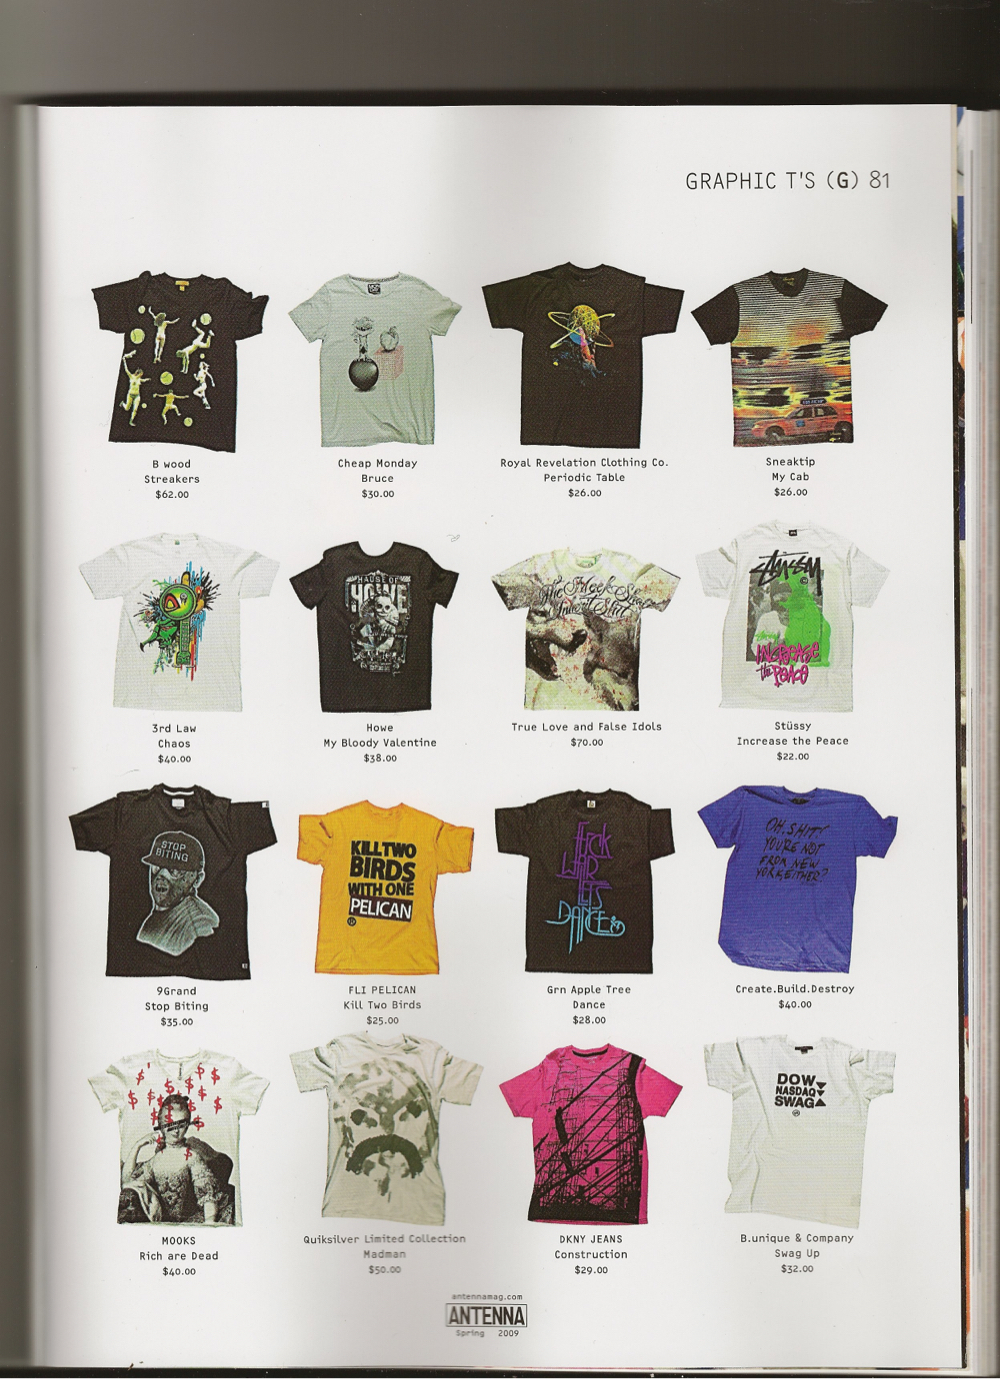 GRAPHIC T'S (G) 81
B wood
Streakers
$62.00
Cheap Monday
Bruce
$30.00
Royal Revelation Clothing Co.
Periodic Table
$26.00
Sneaktip
My Cab
$26.00
HAUSE OF
HOWE
STÜSSY
INCREASE
the PEACE
3rd Law
Chaos
$40.00
Howe
My Bloody Valentine
$38.00
True Love and False Idols
$70.00
Stüssy
Increase the Peace
$22.00
STOP
BITING
KILL TWO
BIRDS
WITH ONE
PELICAN
FUCK
WAR
LETS
DANCE
OH, SHIT
YOU'RE NOT
FROM NEW
YORK EITHER?
9Grand
Stop Biting
$35.00
FLI PELICAN
Kill Two Birds
$25.00
Grn Apple Tree
Dance
$28.00
Create.Build.Destroy
$40.00
DOW
NASDAQ
SWAG
MOOKS
Rich are Dead
$40.00
Quiksilver Limited Collection
Madman
$50.00
DKNY JEANS
Construction
$29.00
B.unique & Company
Swag Up
$32.00
antennamag.com
ANTENNA
Spring 2009